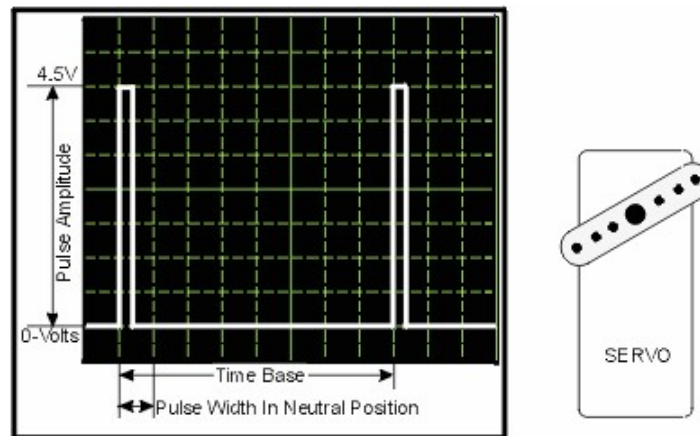 4.5V
Pulse Amplitude
0-Volts
Time Base
Pulse Width In Neutral Position
SERVO